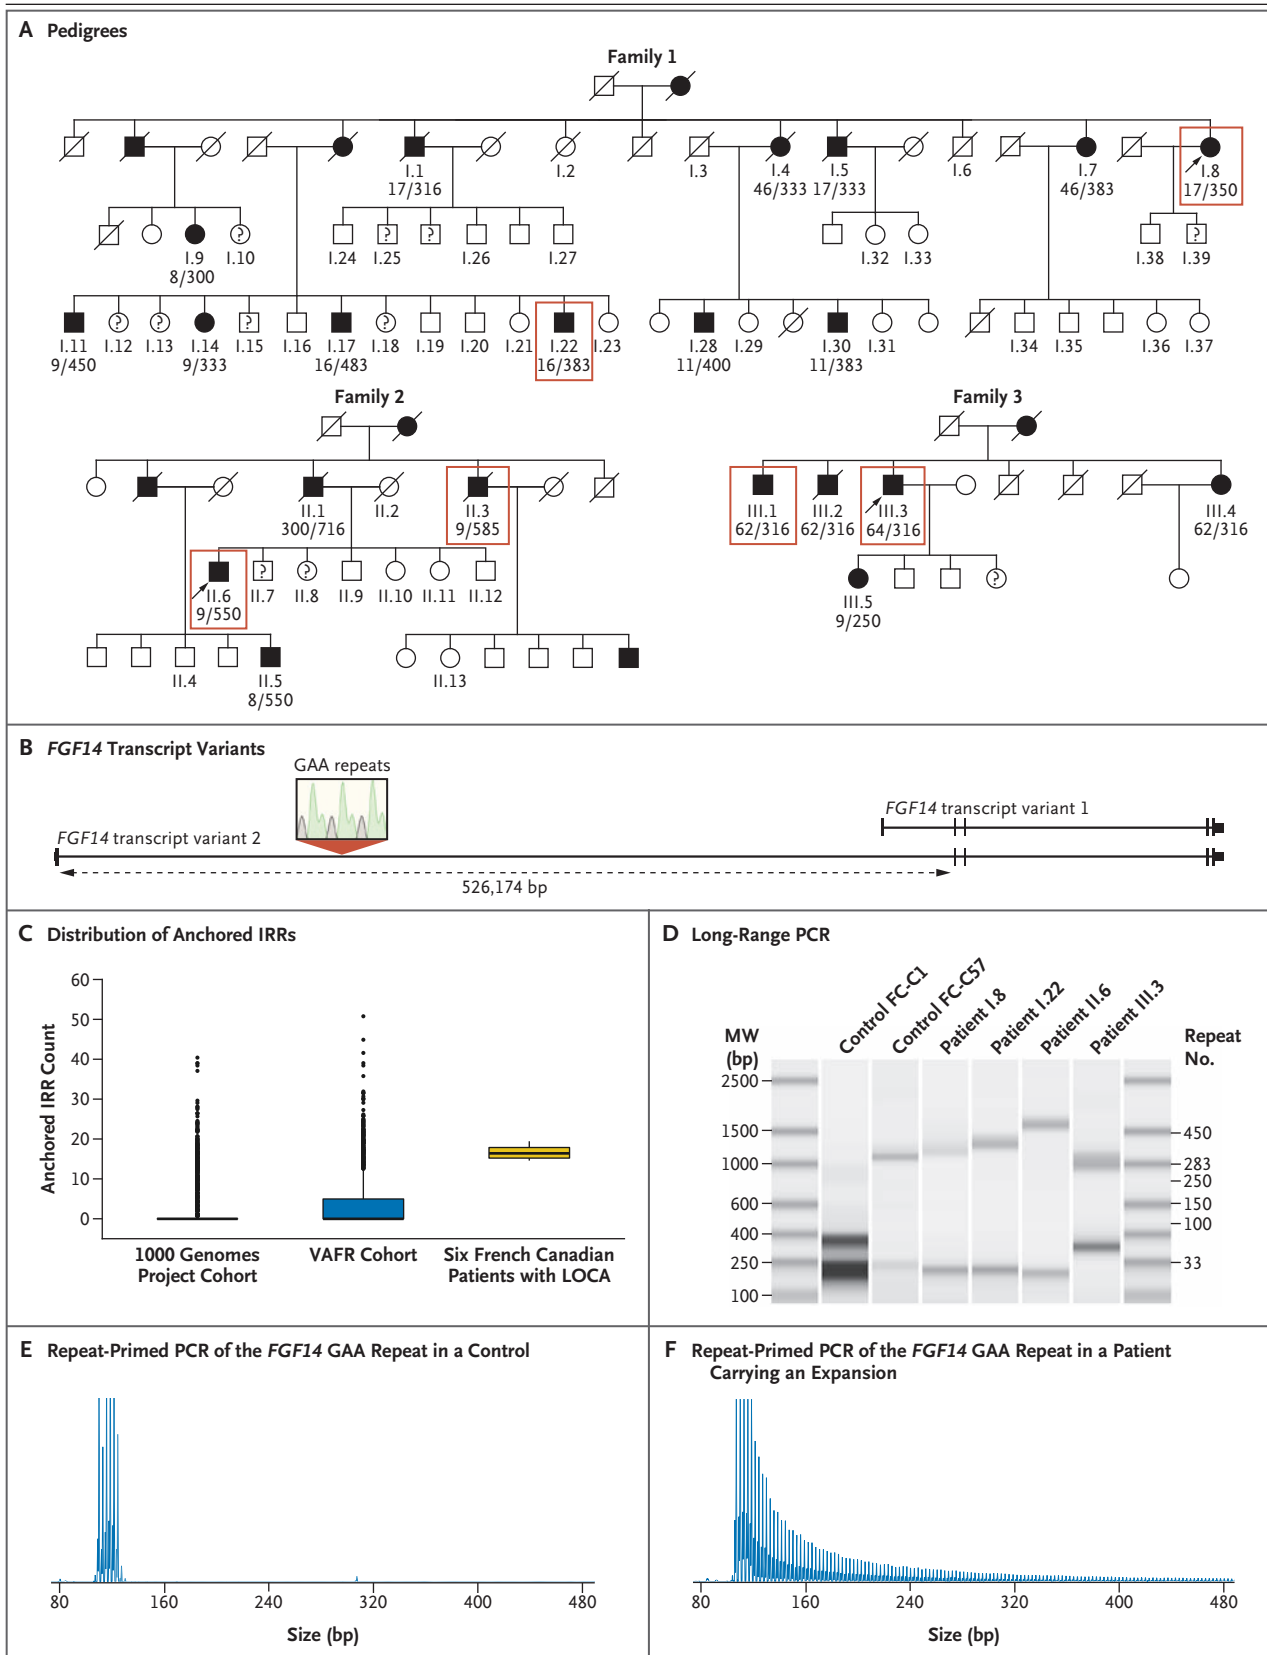 A Pedigrees
Family 1
I.1 I.2 I.3 I.4 I.5 I.6 I.7 I.8
17/316 46/333 17/333 46/383 17/350
? ? ? ?
I.9 I.10 I.24 I.25 I.26 I.27 I.32 I.33 I.38 I.39
8/300
? ? ? ?
I.11 I.12 I.13 I.14 I.15 I.16 I.17 I.18 I.19 I.20 I.21 I.22 I.23 I.28 I.29 I.30 I.31 I.34 I.35 I.36 I.37
9/450 9/333 16/483 16/383 11/400 11/383
Family 2 Family 3
II.1 II.2 II.3 III.1 III.2 III.3 III.4
300/716 9/585 62/316 62/316 64/316 62/316
? ? ?
II.6 II.7 II.8 II.9 II.10 II.11 II.12 III.5
9/550 9/250
II.4 II.5 II.13
8/550
B FGF14 Transcript Variants
GAA repeats
FGF14 transcript variant 1
FGF14 transcript variant 2
526,174 bp
C Distribution of Anchored IRRs
Anchored IRR Count
60
50
40
30
20
10
0
1000 Genomes Project Cohort
VAFR Cohort
Six French Canadian Patients with LOCA
D Long-Range PCR
Control FC-C1
Control FC-C57
Patient I.8
Patient I.22
Patient II.6
Patient III.3
MW (bp)
2500
1500
1000
600
400
250
100
Repeat No.
450
283
250
150
100
33
E Repeat-Primed PCR of the FGF14 GAA Repeat in a Control
80 160 240 320 400 480
Size (bp)
F Repeat-Primed PCR of the FGF14 GAA Repeat in a Patient
Carrying an Expansion
80 160 240 320 400 480
Size (bp)